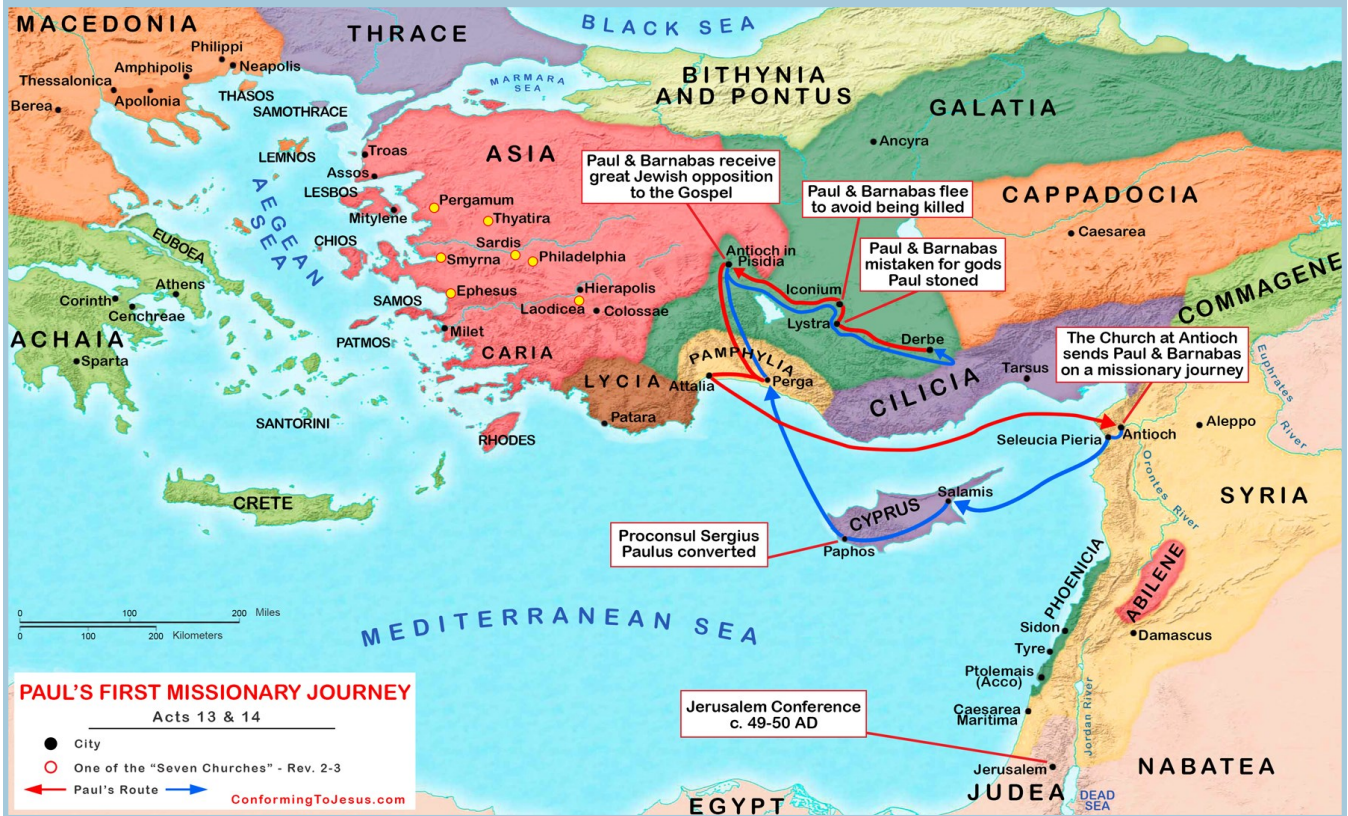 MACEDONIA
THRACE
BLACK SEA
Philippi
Neapolis
Amphipolis
Thessalonica
Apollonia
Berea
THASOS
SAMOTHRACE
MARMARA
SEA
BITHYNIA
AND PONTUS
GALATIA
Ancyra
LEMNOS
Troas
Assos
ASIA
LESBOS
Mitylene
AEGEAN
SEA
Pergamum
Thyatira
Sardis
Smyrna
Philadelphia
CHIOS
EUBOEA
Paul & Barnabas receive
great Jewish opposition
to the Gospel
Paul & Barnabas flee
to avoid being killed
Paul & Barnabas
mistaken for gods
Paul stoned
CAPPADOCIA
Caesarea
COMMAGENE
Antioch in
Pisidia
Iconium
Lystra
Derbe
Athens
Corinth
Cenchreae
ACHAIA
Sparta
SAMOS
Ephesus
Hierapolis
Laodicea
Colossae
Milet
PATMOS
CARIA
LYCIA
PAMPHYLIA
Attalia
Perga
Patara
CILICIA
Tarsus
The Church at Antioch
sends Paul & Barnabas
on a missionary journey
Euphrates
River
SANTORINI
RHODES
CRETE
Seleucia Pieria
Antioch
Aleppo
Orontes
River
SYRIA
Salamis
CYPRUS
Paphos
Proconsul Sergius
Paulus converted
PHOENICIA
ABILENE
Sidon
Damascus
Tyre
Ptolemais
(Acco)
Caesarea
Maritima
Jordan River
MEDITERRANEAN SEA
0 100 200 Miles
0 100 200 Kilometers
Jerusalem Conference
c. 49-50 AD
Jerusalem
JUDEA
DEAD
SEA
NABATEA
EGYPT
PAUL'S FIRST MISSIONARY JOURNEY
Acts 13 & 14
City
One of the “Seven Churches” - Rev. 2-3
Paul's Route
ConformingToJesus.com